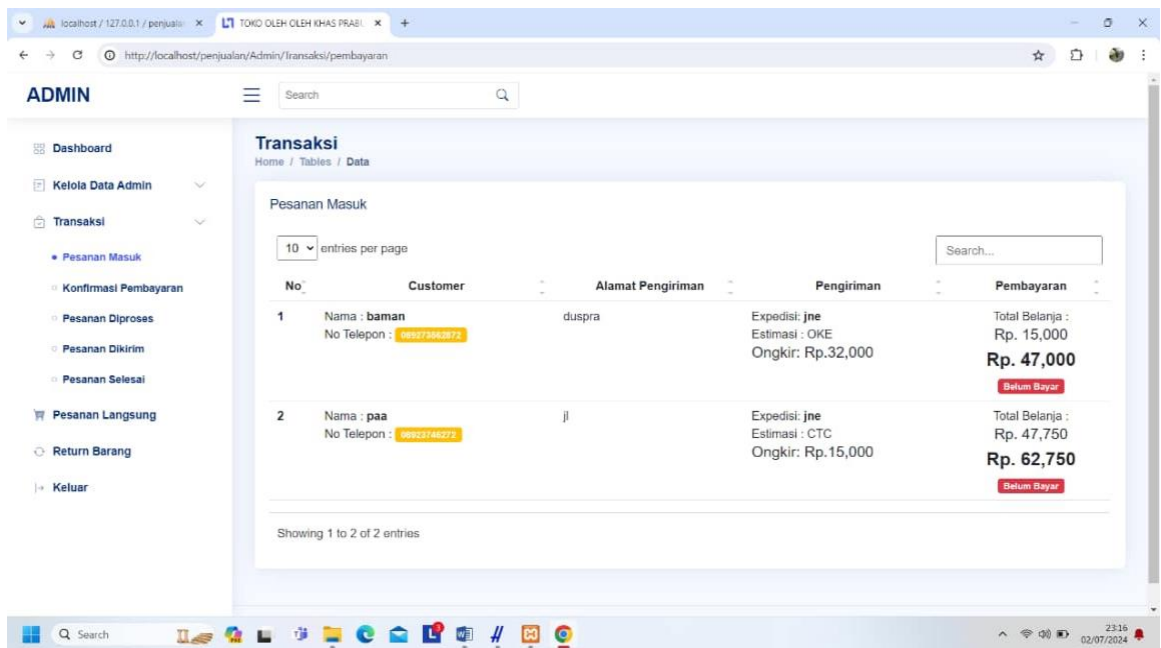 localhost / 127.0.0.1 / penjualan
TOKO OLEH OLEH KHAS PRABU
http://localhost/penjualan/Admin/Transaksi/pembayaran
ADMIN
Search
Dashboard
Kelola Data Admin
Transaksi
Pesanan Masuk
Konfirmasi Pembayaran
Pesanan Diproses
Pesanan Dikirim
Pesanan Selesai
Pesanan Langsung
Return Barang
Keluar
Transaksi
Home / Tables / Data
Pesanan Masuk
10 entries per page
Search...
No Customer Alamat Pengiriman Pengiriman Pembayaran
1 Nama : baman duspra Expedisi: jne Total Belanja :
No Telepon : Estimasi : OKE Rp. 15,000
Ongkir: Rp.32,000 Rp. 47,000
Belum Bayar
2 Nama : paa jl Expedisi: jne Total Belanja :
No Telepon : 08923748272 Estimasi : CTC Rp. 47,750
Ongkir: Rp.15,000 Rp. 62,750
Belum Bayar
Showing 1 to 2 of 2 entries
Search
23:16
02/07/2024